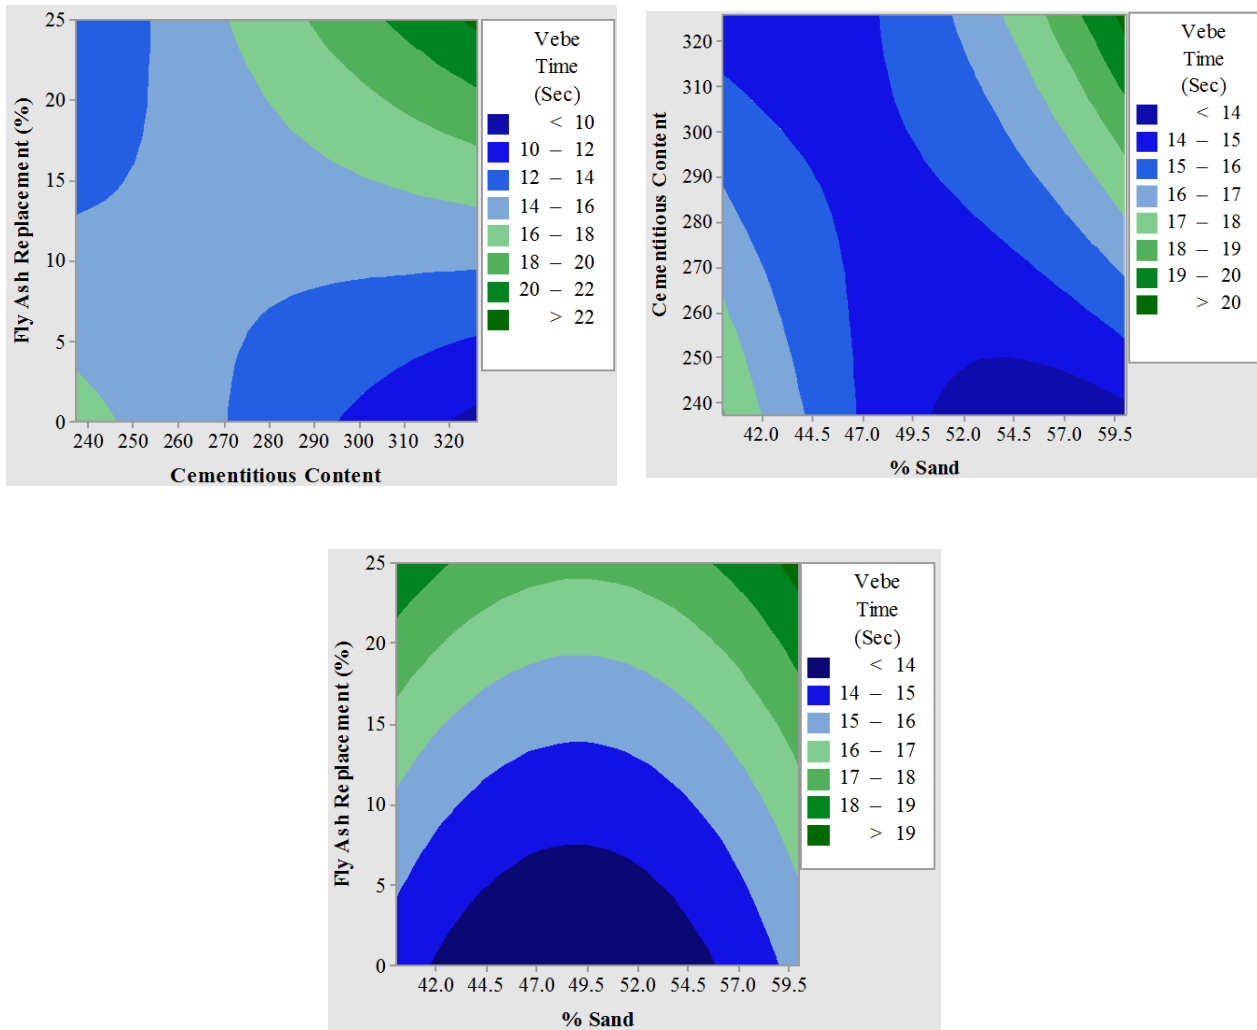 25
20
15
10
5
0
Fly Ash Replacement (%)
240 250 260 270 280 290 300 310 320
Cementitious Content
Vebe
Time
(Sec)
< 10
10 – 12
12 – 14
14 – 16
16 – 18
18 – 20
20 – 22
> 22
320
310
300
290
280
270
260
250
240
Cementitious Content
42.0 44.5 47.0 49.5 52.0 54.5 57.0 59.5
% Sand
Vebe
Time
(Sec)
< 14
14 – 15
15 – 16
16 – 17
17 – 18
18 – 19
19 – 20
> 20
25
20
15
10
5
0
Fly Ash Replacement (%)
42.0 44.5 47.0 49.5 52.0 54.5 57.0 59.5
% Sand
Vebe
Time
(Sec)
< 14
14 – 15
15 – 16
16 – 17
17 – 18
18 – 19
> 19